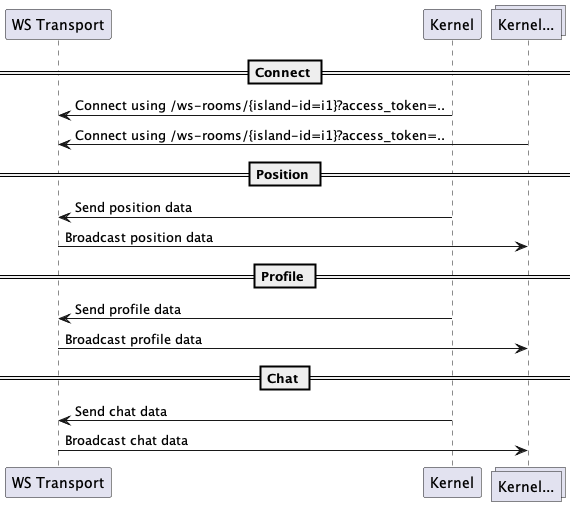 WS Transport
Kernel
Kernel...
Connect
Connect using /ws-rooms/{island-id=i1}?access_token=..
Connect using /ws-rooms/{island-id=i1}?access_token=..
Position
Send position data
Broadcast position data
Profile
Send profile data
Broadcast profile data
Chat
Send chat data
Broadcast chat data
WS Transport
Kernel
Kernel...